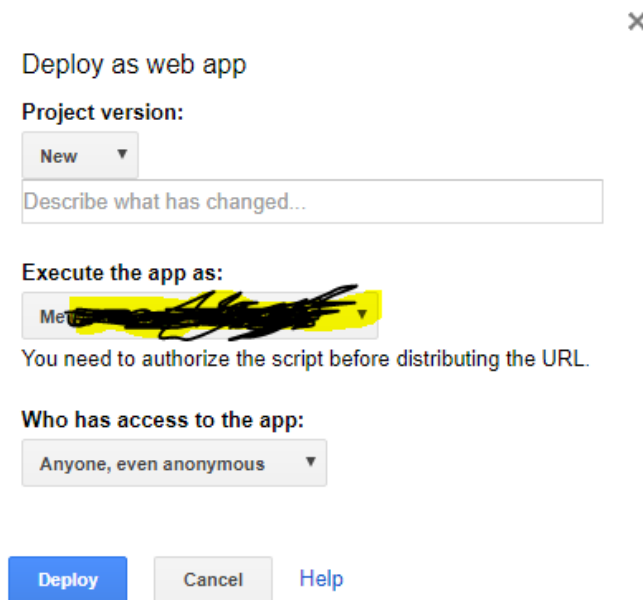 Deploy as web app
Project version:
New
Describe what has changed...
Execute the app as:
Me
You need to authorize the script before distributing the URL.
Who has access to the app:
Anyone, even anonymous
Deploy Cancel Help